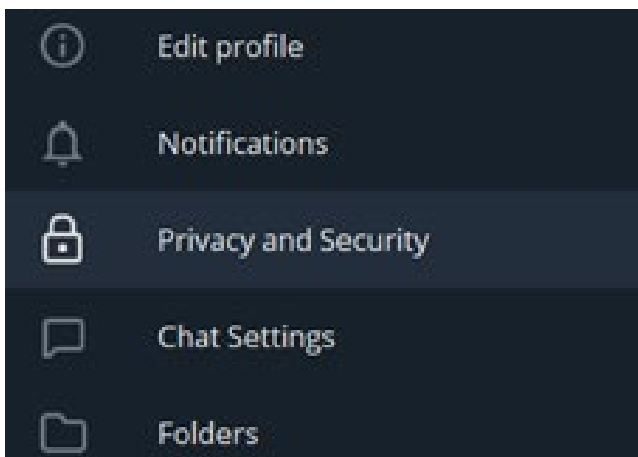 Edit profile
Notifications
Privacy and Security
Chat Settings
Folders